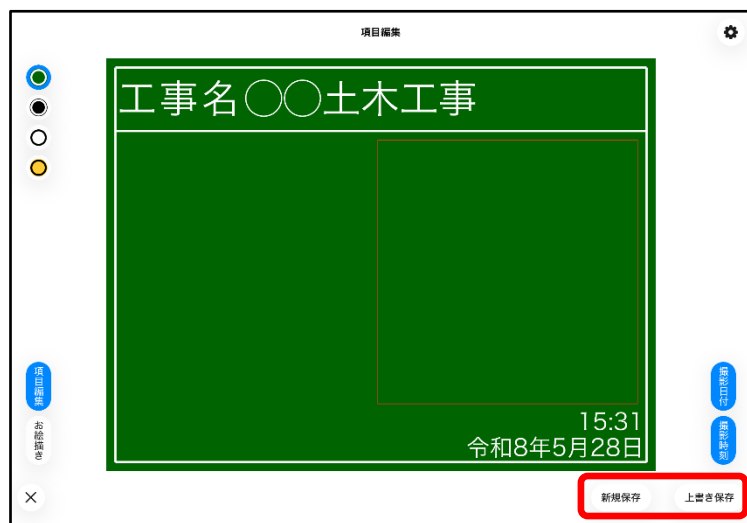 項目編集
工事名◯◯土木工事
項目編集
お絵描き
撮影日付
撮影時刻
15:31
令和8年5月28日
新規保存
上書き保存